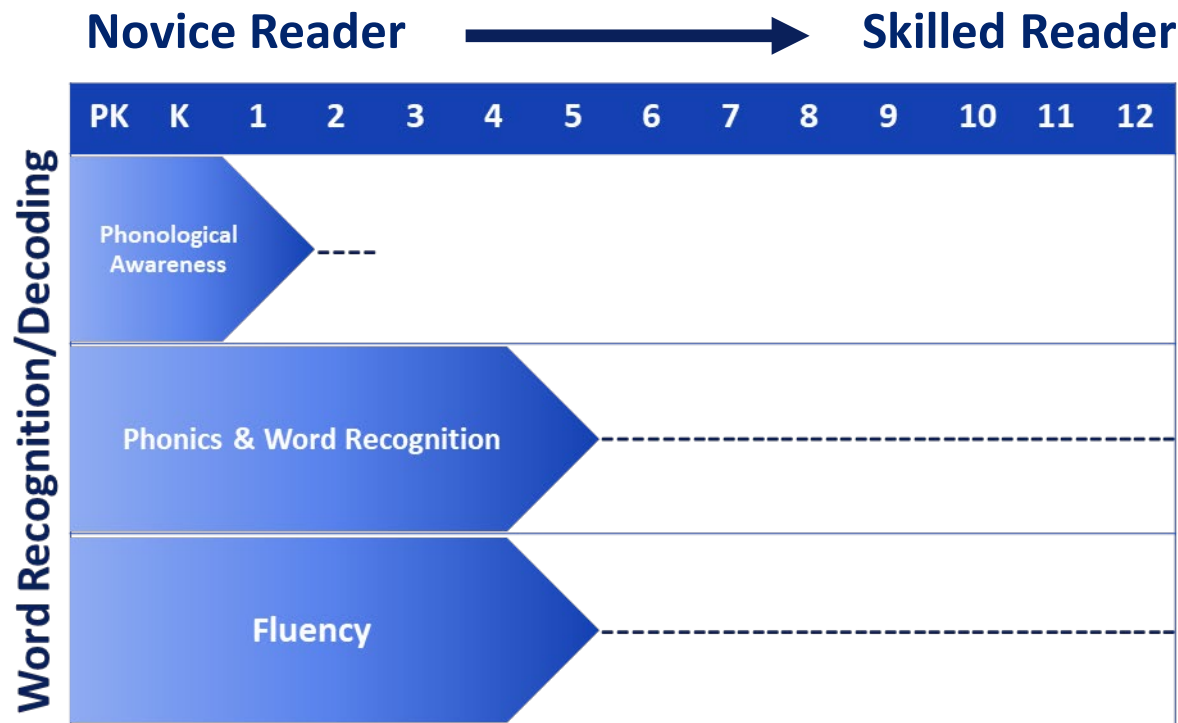 Novice Reader Skilled Reader
PK K 1 2 3 4 5 6 7 8 9 10 11 12
Word Recognition/Decoding
Phonological
Awareness
Phonics & Word Recognition
Fluency